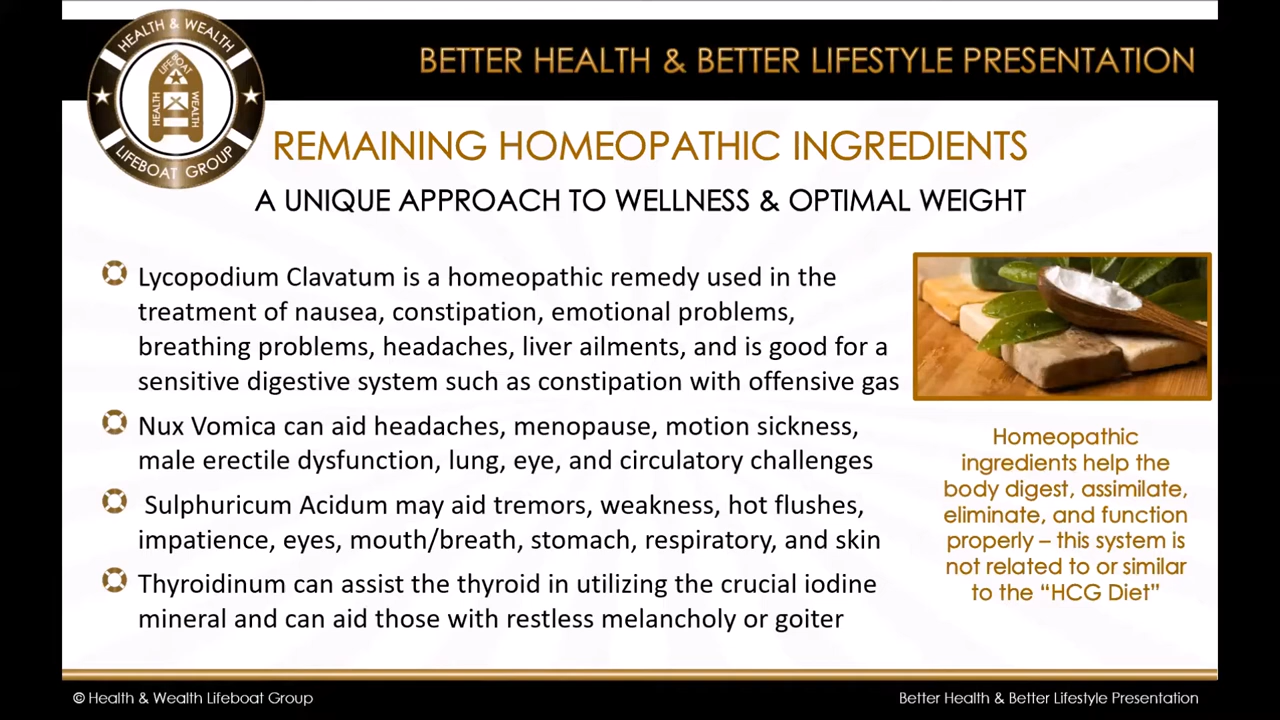 HEALTH & WEALTH
LIFEBOAT
HEALTH
WEALTH
LIFEBOAT GROUP
BETTER HEALTH & BETTER LIFESTYLE PRESENTATION
REMAINING HOMEOPATHIC INGREDIENTS
A UNIQUE APPROACH TO WELLNESS & OPTIMAL WEIGHT
Lycopodium Clavatum is a homeopathic remedy used in the
treatment of nausea, constipation, emotional problems,
breathing problems, headaches, liver ailments, and is good for a
sensitive digestive system such as constipation with offensive gas
Nux Vomica can aid headaches, menopause, motion sickness,
male erectile dysfunction, lung, eye, and circulatory challenges
Sulphuricum Acidum may aid tremors, weakness, hot flushes,
impatience, eyes, mouth/breath, stomach, respiratory, and skin
Thyroidinum can assist the thyroid in utilizing the crucial iodine
mineral and can aid those with restless melancholy or goiter
Homeopathic
ingredients help the
body digest, assimilate,
eliminate, and function
properly – this system is
not related to or similar
to the “HCG Diet”
© Health & Wealth Lifeboat Group
Better Health & Better Lifestyle Presentation